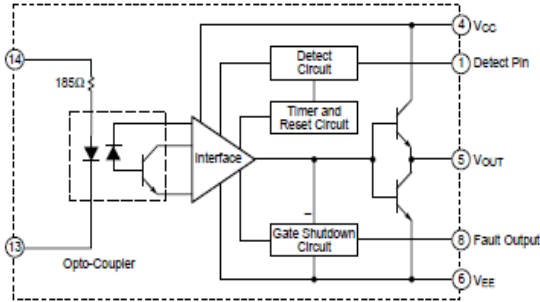 14
185Ω
Opto-Coupler
13
Interface
Detect
Circuit
Timer and
Reset Circuit
Gate Shutdown
Circuit
4 VCC
1 Detect Pin
5 VOUT
8 Fault Output
6 VEE